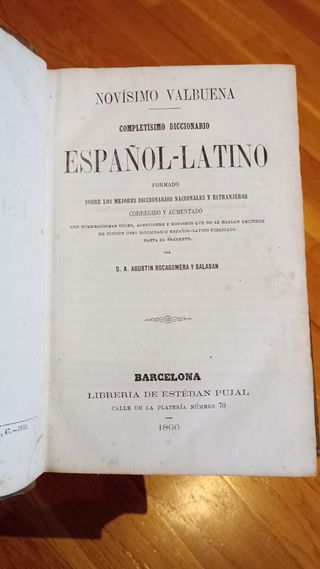 NOVÍSIMO VALBUENA
COMPLETÍSIMO DICCIONARIO
ESPAÑOL-LATINO
FORMADO
SOBRE LOS MEJORES DICCIONARIOS NACIONALES Y ESTRANJEROS
CORREGIDO Y AUMENTADO
CON NUMEROSÍSIMAS VOCES, ACEPCIONES Y MODISMOS QUE NO SE HALLAN REUNIDOS
EN NINGUN OTRO DICCIONARIO ESPAÑOL-LATINO PUBLICADO
HASTA EL PRESENTE.
POR
D. A. AGUSTIN ROCAGOMERA Y SALASAN
BARCELONA
LIBRERÍA DE ESTÉBAN PUJAL
CALLE DE LA PLATERÍA NÚMERO 70
1866
47.—1866.